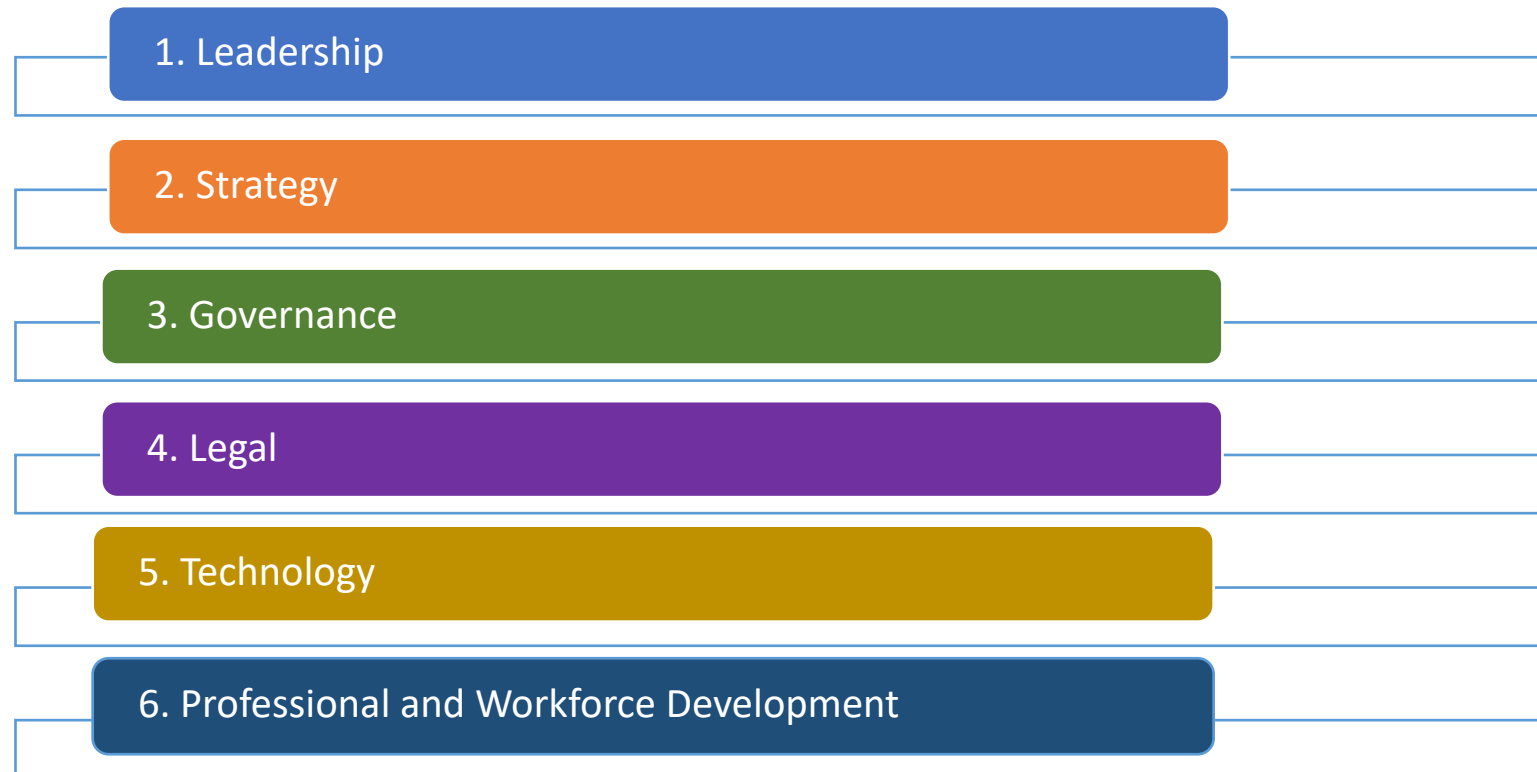 1. Leadership
2. Strategy
3. Governance
4. Legal
5. Technology
6. Professional and Workforce Development